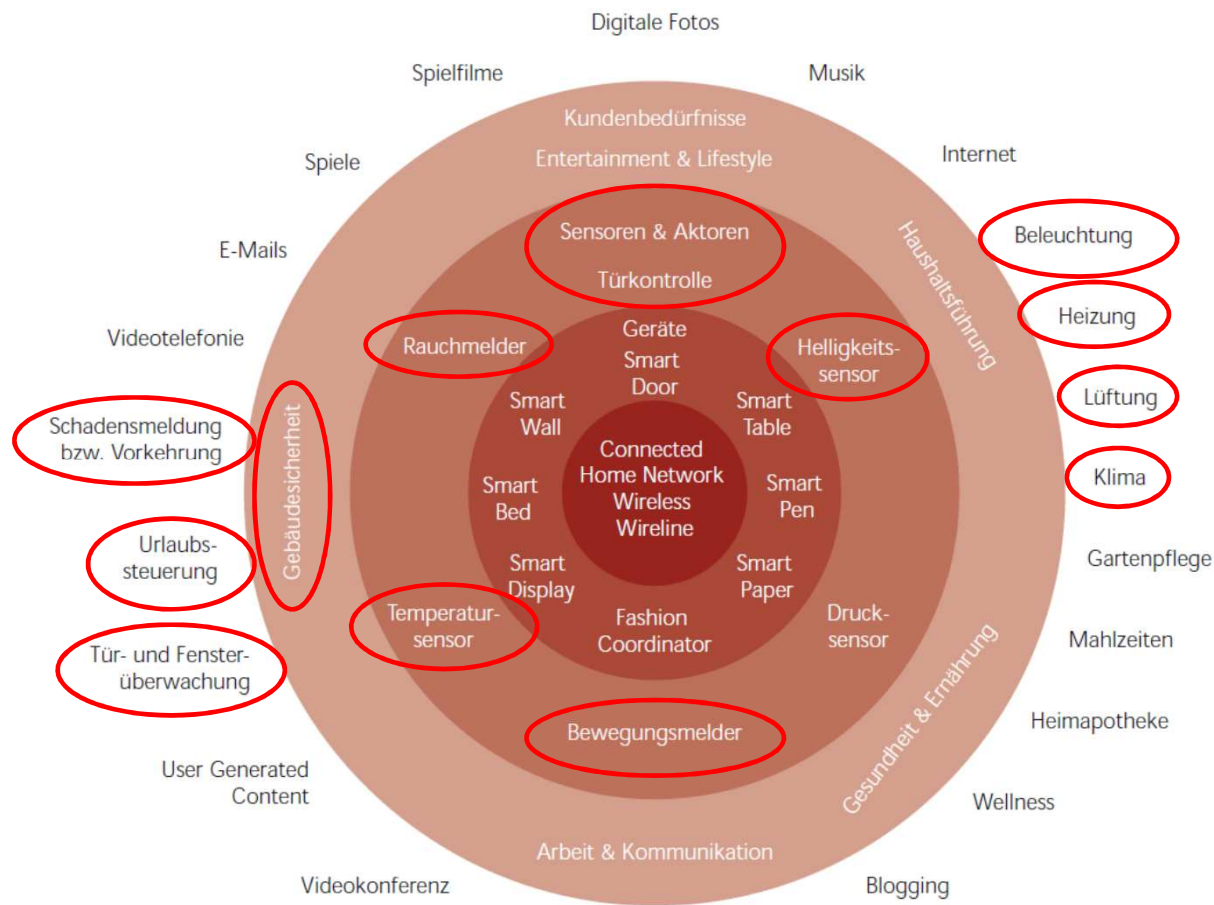 Digitale Fotos
Spielfilme
Musik
Kundenbedürfnisse
Entertainment & Lifestyle
Spiele
Internet
Haushaltsführung
Beleuchtung
Sensoren & Aktoren
Türkontrolle
E-Mails
Heizung
Videotelefonie
Rauchmelder
Geräte
Smart
Door
Helligkeits-
sensor
Lüftung
Smart
Wall
Smart
Table
Schadensmeldung
bzw. Vorkehrung
Gebäudesicherheit
Connected
Home Network
Wireless
Wireline
Klima
Smart
Bed
Smart
Pen
Urlaubs-
steuerung
Smart
Display
Smart
Paper
Gartenpflege
Temperatur-
sensor
Fashion
Coordinator
Druck-
sensor
Mahlzeiten
Tür- und Fenster-
überwachung
Gesundheit & Ernährung
Heimapotheke
Bewegungsmelder
User Generated
Content
Wellness
Arbeit & Kommunikation
Videokonferenz
Blogging